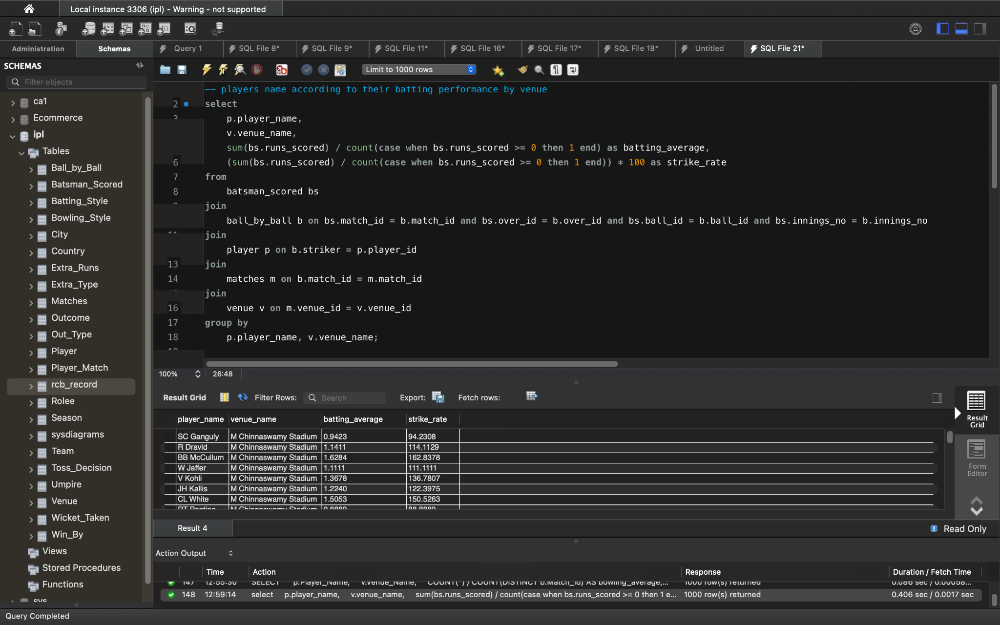 Local instance 3306 (ipl) - Warning - not supported
Administration
Schemas
Query 1
SQL File 8*
SQL File 9*
SQL File 11*
SQL File 16*
SQL File 17*
SQL File 18*
Untitled
SQL File 21*
SCHEMAS
Filter objects
ca1
Ecommerce
ipl
Tables
Ball_by_Ball
Batsman_Scored
Batting_Style
Bowling_Style
City
Country
Extra_Runs
Extra_Type
Matches
Outcome
Out_Type
Player
Player_Match
rcb_record
Rolee
Season
sysdiagrams
Team
Toss_Decision
Umpire
Venue
Wicket_Taken
Win_By
Views
Stored Procedures
Functions
sys
Limit to 1000 rows
-- players name according to their batting performance by venue
2 select
3 p.player_name,
v.venue_name,
sum(bs.runs_scored) / count(case when bs.runs_scored >= 0 then 1 end) as batting_average,
6 (sum(bs.runs_scored) / count(case when bs.runs_scored >= 0 then 1 end)) * 100 as strike_rate
7 from
8 batsman_scored bs
join
ball_by_ball b on bs.match_id = b.match_id and bs.over_id = b.over_id and bs.ball_id = b.ball_id and bs.innings_no = b.innings_no
join
player p on b.striker = p.player_id
13 join
14 matches m on b.match_id = m.match_id
join
16 venue v on m.venue_id = v.venue_id
17 group by
18 p.player_name, v.venue_name;
100% 26:48
Result Grid Filter Rows: Search Export: Fetch rows:
player_name venue_name batting_average strike_rate
SC Ganguly M Chinnaswamy Stadium 0.9423 94.2308
R Dravid M Chinnaswamy Stadium 1.1411 114.1129
BB McCullum M Chinnaswamy Stadium 1.6284 162.8378
W Jaffer M Chinnaswamy Stadium 1.1111 111.1111
V Kohli M Chinnaswamy Stadium 1.3678 136.7807
JH Kallis M Chinnaswamy Stadium 1.2240 122.3975
CL White M Chinnaswamy Stadium 1.5053 150.5263
RT Ponting M Chinnaswamy Stadium 0.8889 88.8889
Result
Grid
Form
Editor
Result 4
Read Only
Action Output
Time Action Response Duration / Fetch Time
147 12:55:30 SELECT p.Player_Name, v.Venue_Name, COUNT(*) / COUNT(DISTINCT b.Match_Id) AS bowling_average,... 1000 row(s) returned 0.086 sec / 0.00058...
148 12:59:14 select p.player_name, v.venue_name, sum(bs.runs_scored) / count(case when bs.runs_scored >= 0 then 1 e... 1000 row(s) returned 0.406 sec / 0.0017 sec
Query Completed